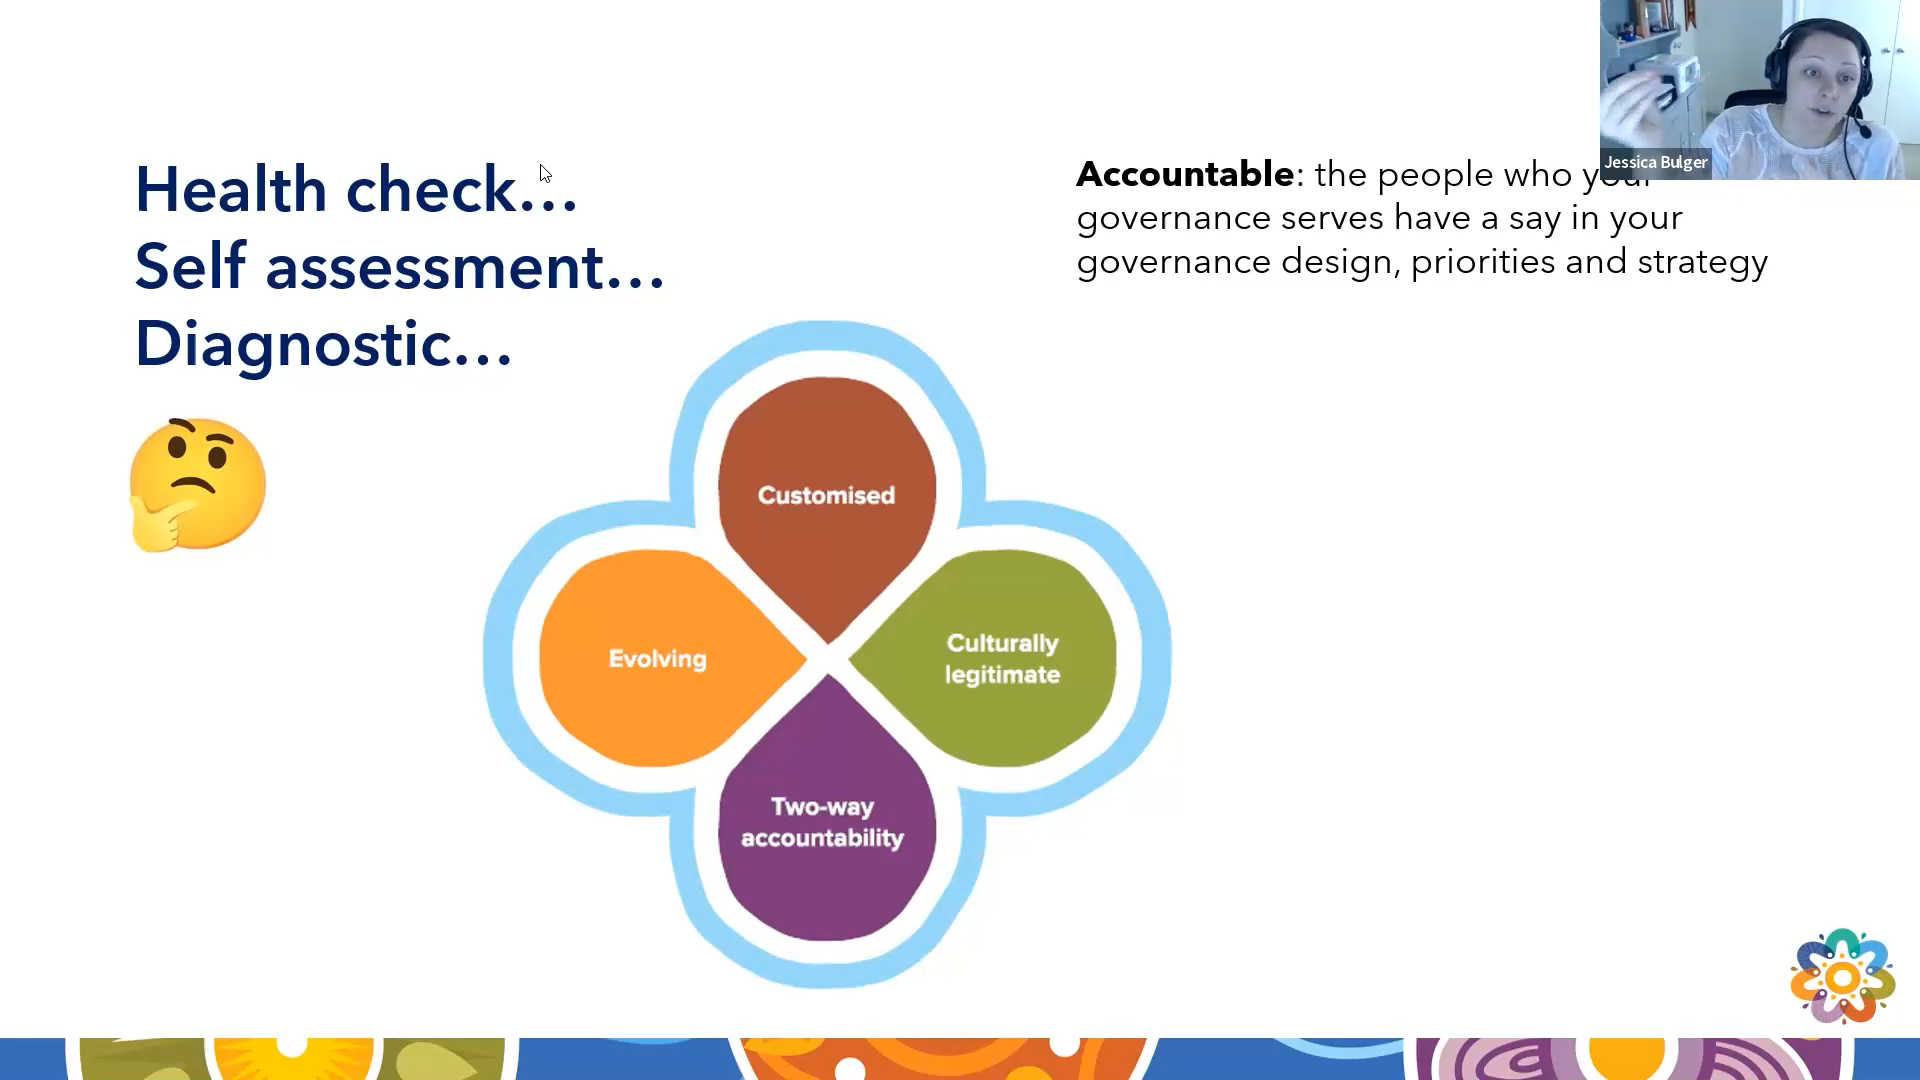 Health check...
Self assessment...
Diagnostic...
Accountable: the people who your
governance serves have a say in your
governance design, priorities and strategy
Jessica Bulger
Customised
Evolving
Culturally
legitimate
Two-way
accountability